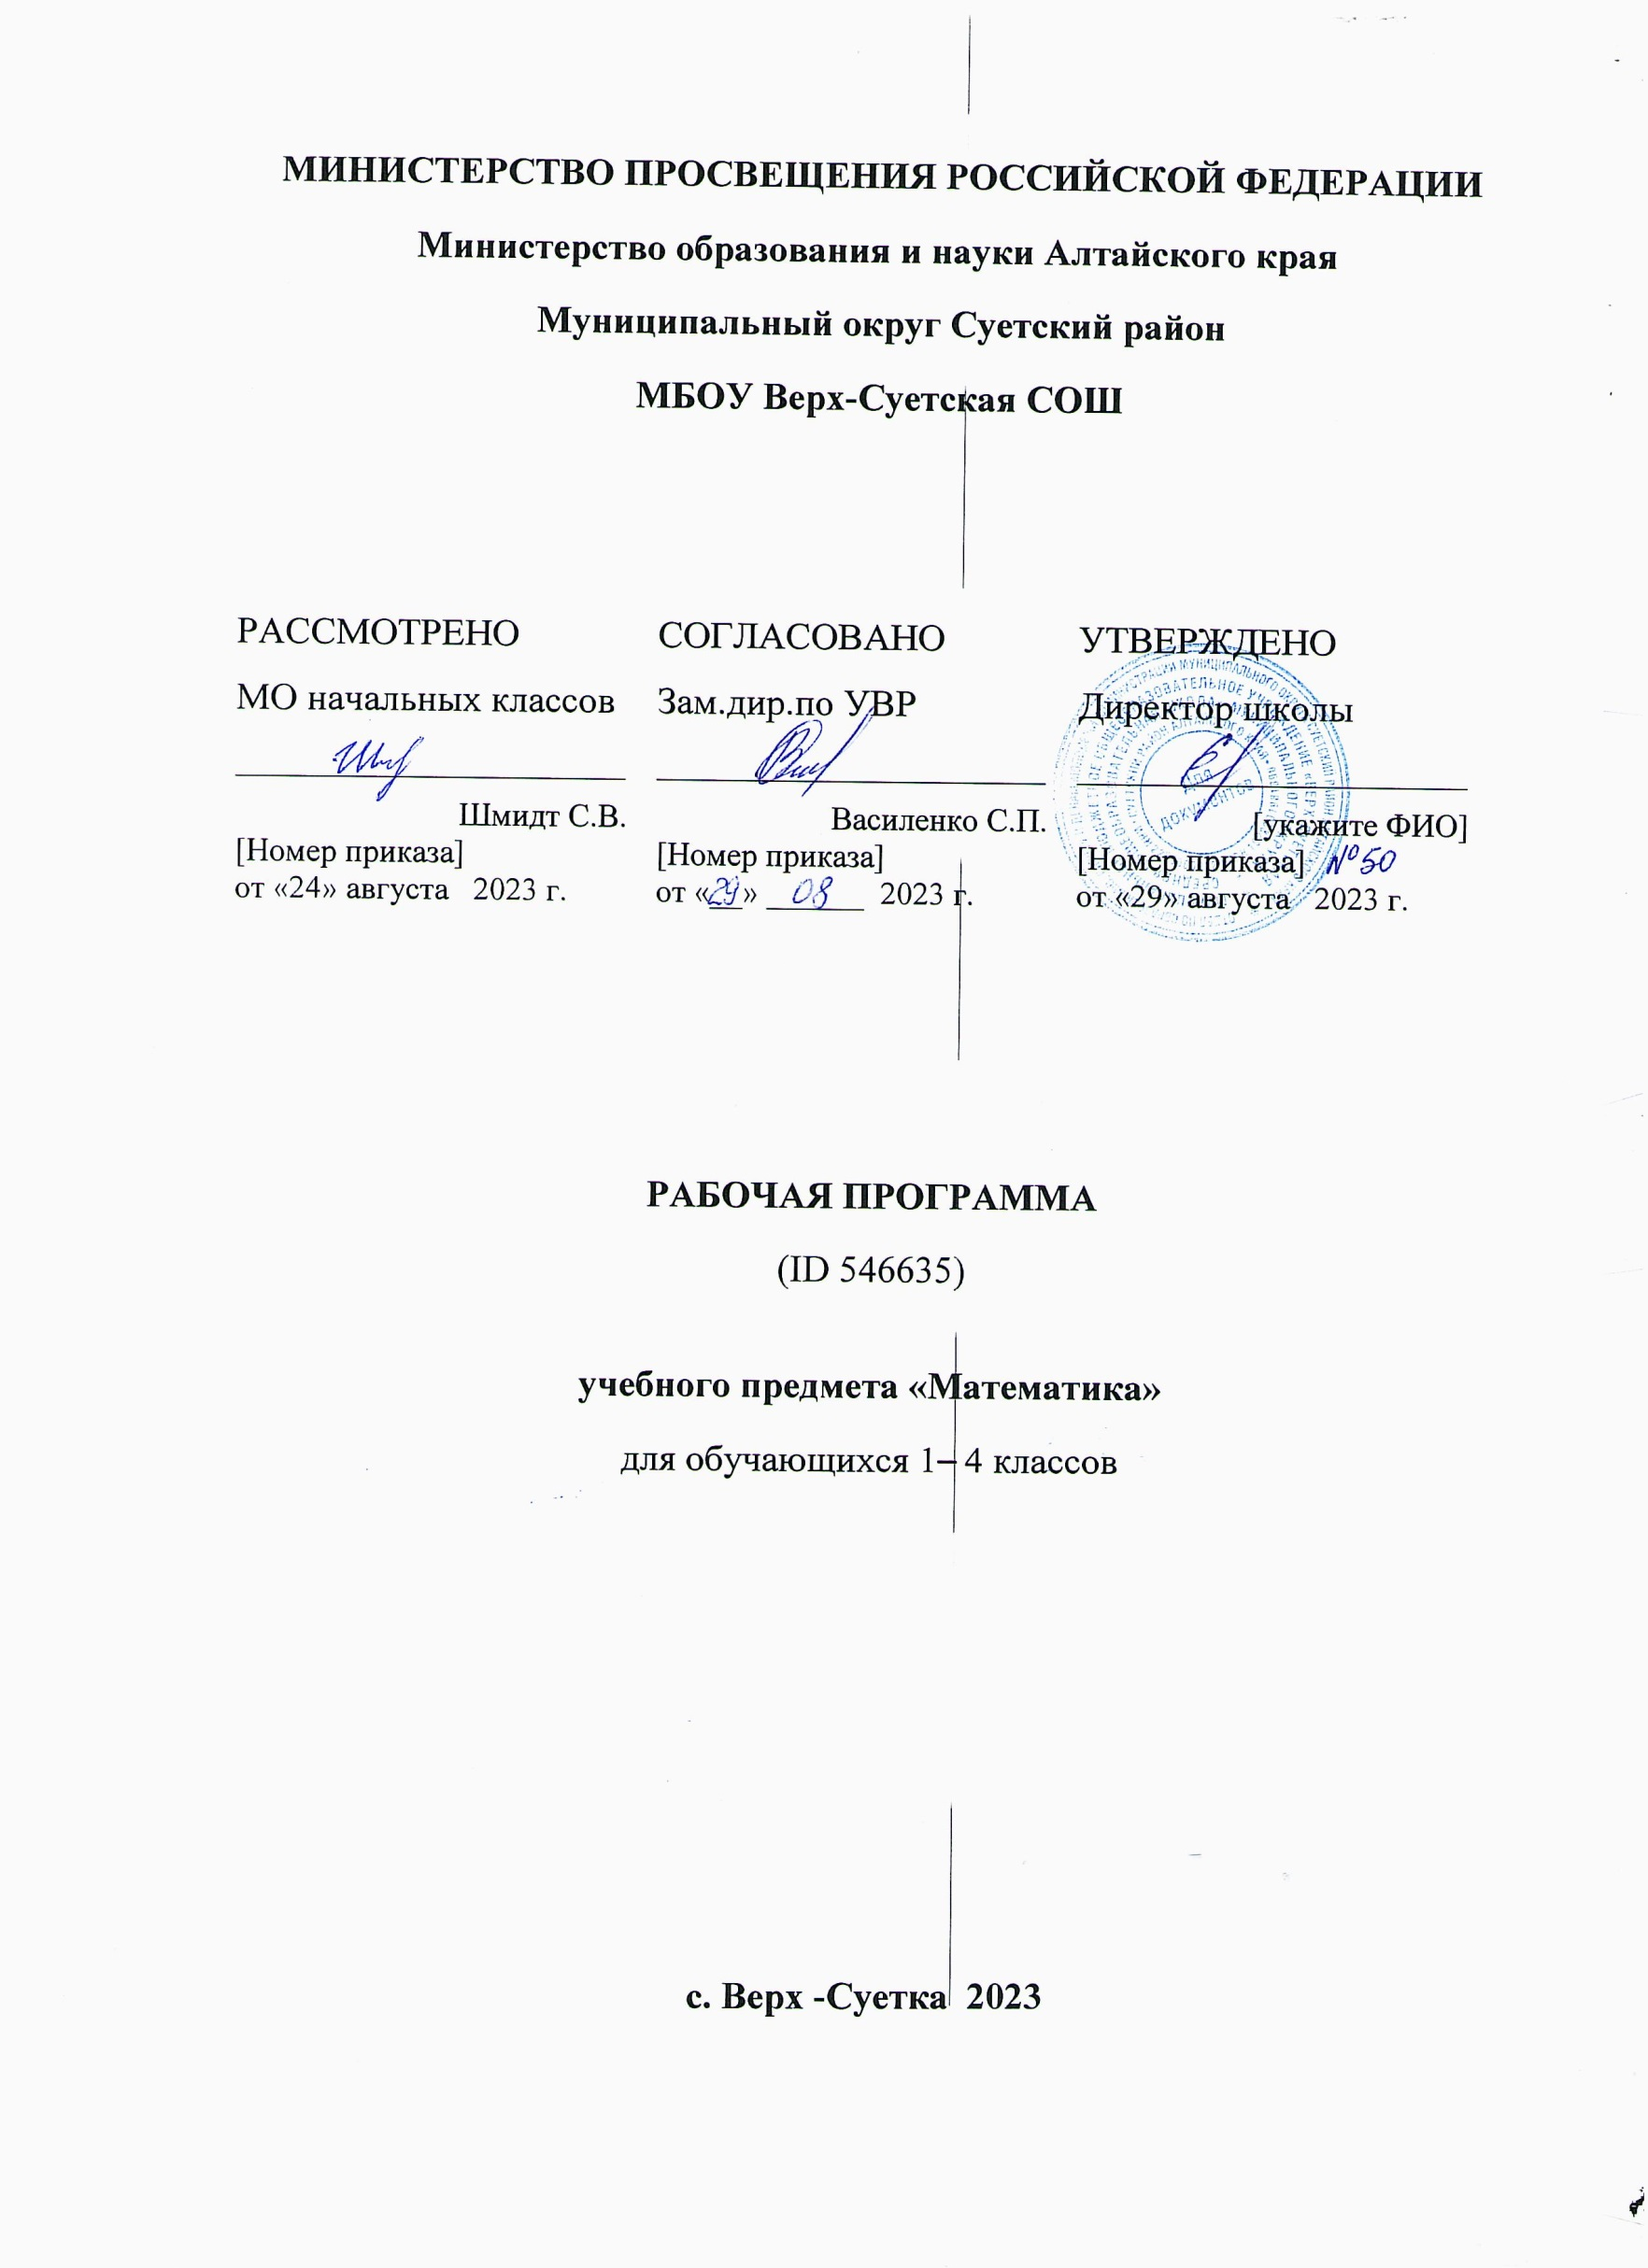 МИНИСТЕРСТВО ПРОСВЕЩЕНИЯ РОССИЙСКОЙ ФЕДЕРАЦИИ
Министерство образования и науки Алтайского края
Муниципальный округ Суетский район
МБОУ Верх-Суетская СОШ
РАССМОТРЕНО
МО начальных классов
Шмидт С.В.
[Номер приказа]
от «24» августа 2023 г.
СОГЛАСОВАНО
Зам.дир.по УВР
Василенко С.П.
[Номер приказа]
от «29» 08 2023 г.
УТВЕРЖДЕНО
Директор школы
Для
документов
[укажите ФИО]
[Номер приказа] №50
от «29» августа 2023 г.
РАБОЧАЯ ПРОГРАММА
(ID 546635)
учебного предмета «Математика»
для обучающихся 1– 4 классов
с. Верх -Суетка 2023